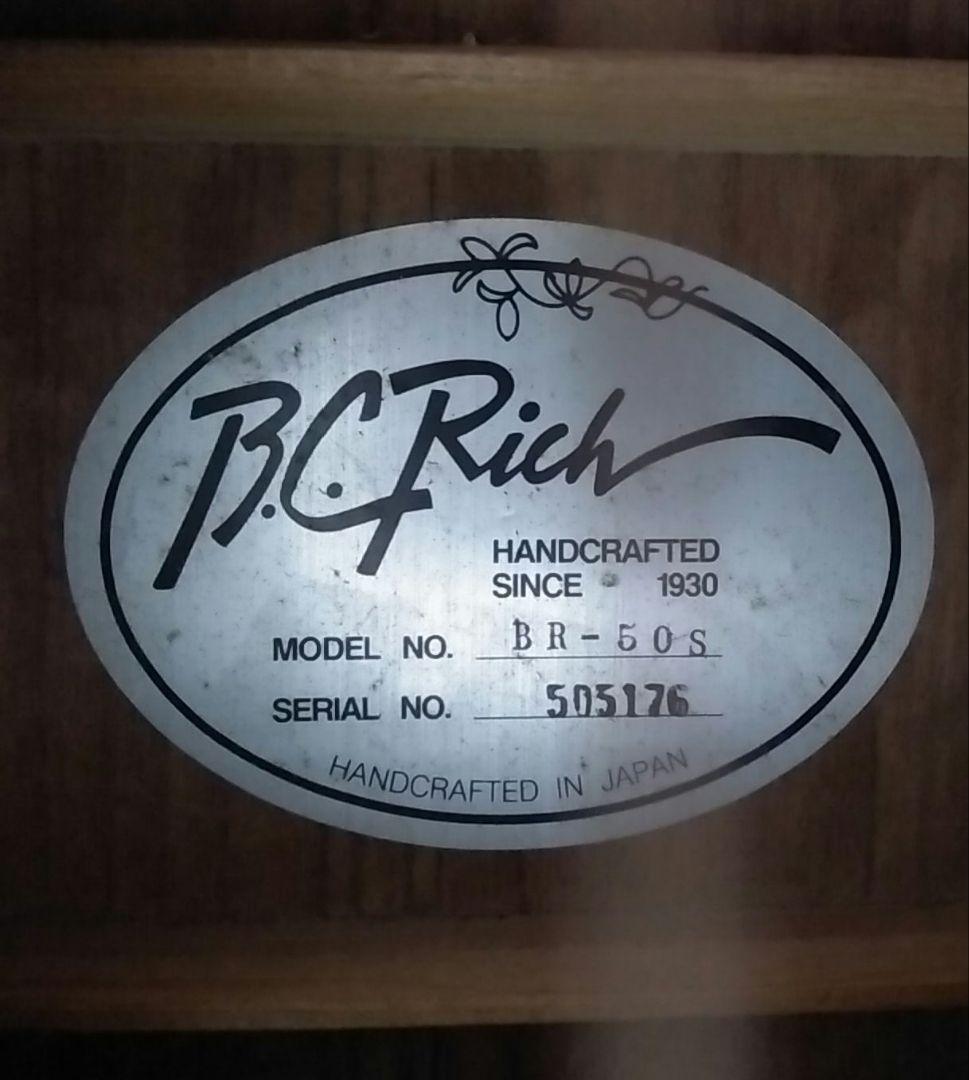 B.C. Rich
HANDCRAFTED
SINCE 1930
MODEL NO. BR-50S
SERIAL NO. 505176
HANDCRAFTED IN JAPAN